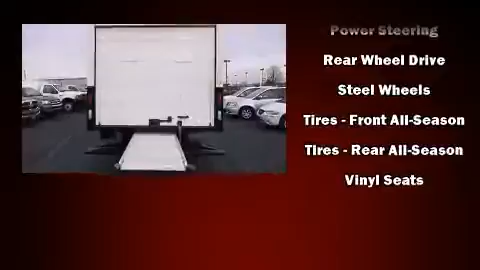 Power Steering
Rear Wheel Drive
Steel Wheels
Tires - Front All-Season
Tires - Rear All-Season
Vinyl Seats